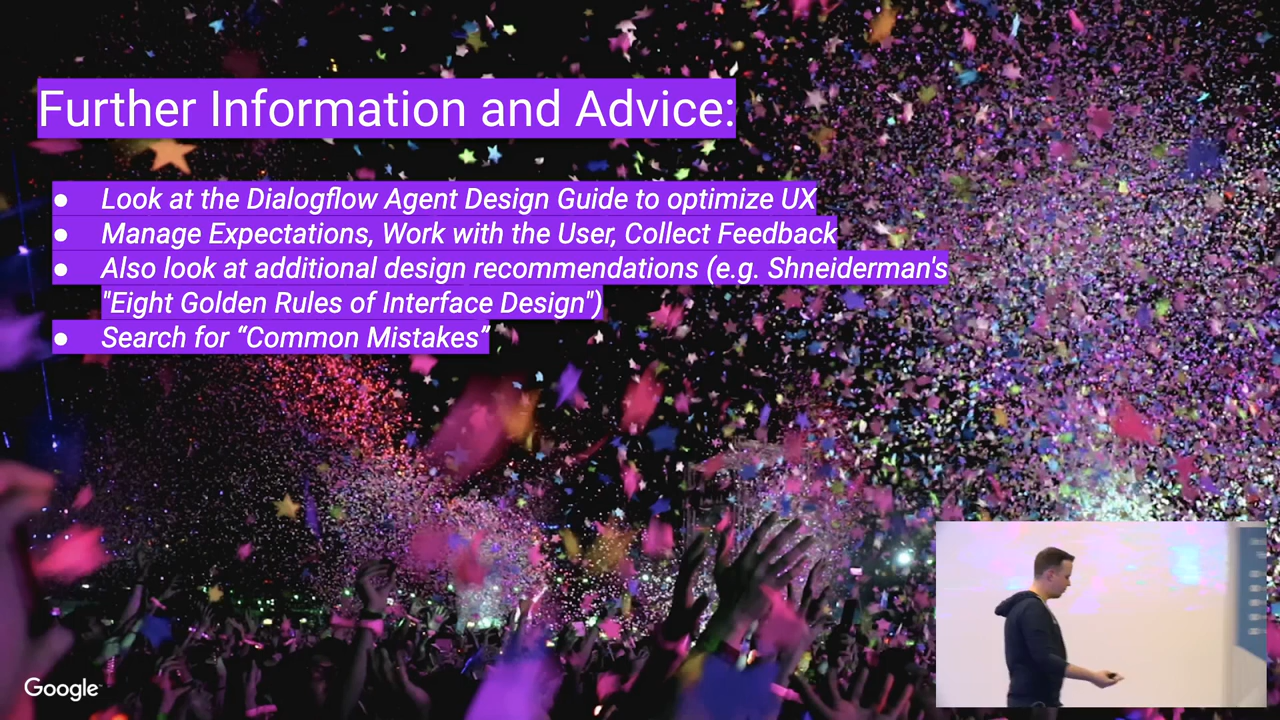 Further Information and Advice:
● Look at the Dialogflow Agent Design Guide to optimize UX
● Manage Expectations, Work with the User, Collect Feedback
● Also look at additional design recommendations (e.g. Shneiderman's
"Eight Golden Rules of Interface Design")
● Search for “Common Mistakes”
Google